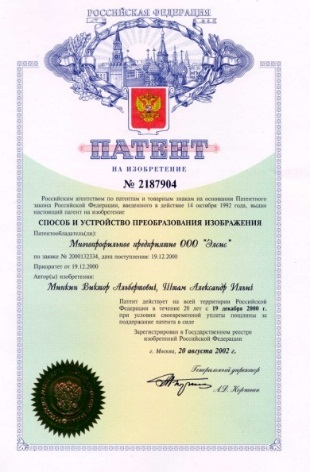 РОССИЙСКАЯ ФЕДЕРАЦИЯ
ПАТЕНТ
НА ИЗОБРЕТЕНИЕ
№ 2187904
Российским агентством по патентам и товарным знакам на основании Патентного
закона Российской Федерации, введенного в действие 14 октября 1992 года, выдан
настоящий патент на изобретение
СПОСОБ И УСТРОЙСТВО ПРЕОБРАЗОВАНИЯ ИЗОБРАЖЕНИЯ
Патентообладатель(ли):
Многопрофильное предприятие ООО "Элсис"
по заявке № 2000132334, дата поступления: 19.12.2000
Приоритет от 19.12.2000
Минкин Виктор Альбертович, Штам Александр Ильич
Патент действует на всей территории Российской
Федерации в течение 20 лет с 19 декабря 2000 г.
при условии своевременной уплаты пошлины за
поддержание патента в силе
Зарегистрирован в Государственном реестре
изобретений Российской Федерации
г. Москва, 20 августа 2002 г.
Генеральный директор
А.Д. Корчагин